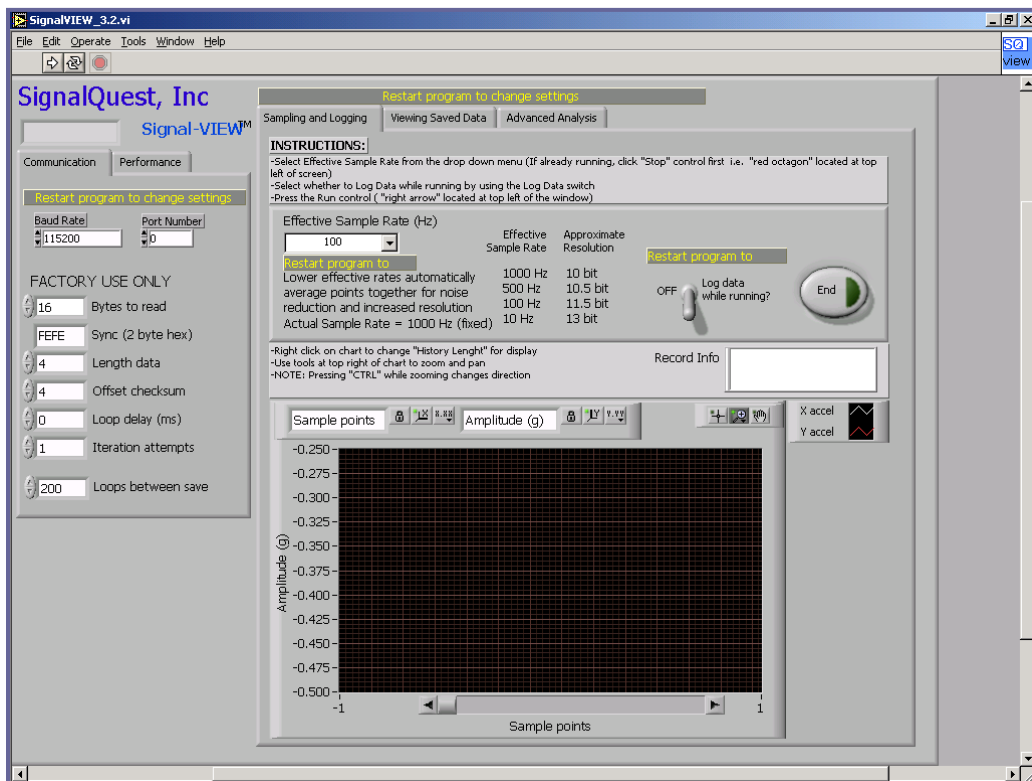 SignalVIEW_3.2.vi
File Edit Operate Tools Window Help
SQ
view
SignalQuest, Inc
Signal-VIEW™
Communication Performance
Restart program to change settings
Baud Rate Port Number
115200 0
FACTORY USE ONLY
16 Bytes to read
FEFE Sync (2 byte hex)
4 Length data
4 Offset checksum
0 Loop delay (ms)
1 Iteration attempts
200 Loops between save
Restart program to change settings
Sampling and Logging Viewing Saved Data Advanced Analysis
INSTRUCTIONS:
-Select Effective Sample Rate from the drop down menu (If already running, click "Stop" control first i.e. "red octagon" located at top
left of screen)
-Select whether to Log Data while running by using the Log Data switch
-Press the Run control ( "right arrow" located at top left of the window)
Effective Sample Rate (Hz)
100
Restart program to
Lower effective rates automatically
average points together for noise
reduction and increased resolution
Actual Sample Rate = 1000 Hz (fixed)
Effective Approximate
Sample Rate Resolution
1000 Hz 10 bit
500 Hz 10.5 bit
100 Hz 11.5 bit
10 Hz 13 bit
Restart program to
OFF Log data
while running?
End
-Right click on chart to change "History Lenght" for display
-Use tools at top right of chart to zoom and pan
-NOTE: Pressing "CTRL" while zooming changes direction
Record Info
Sample points X X.XX Amplitude (g) Y Y.YY
X accel
Y accel
-0.250
-0.275
-0.300
-0.325
-0.350
-0.375
-0.400
-0.425
-0.450
-0.475
-0.500
Amplitude (g)
-1 1
Sample points